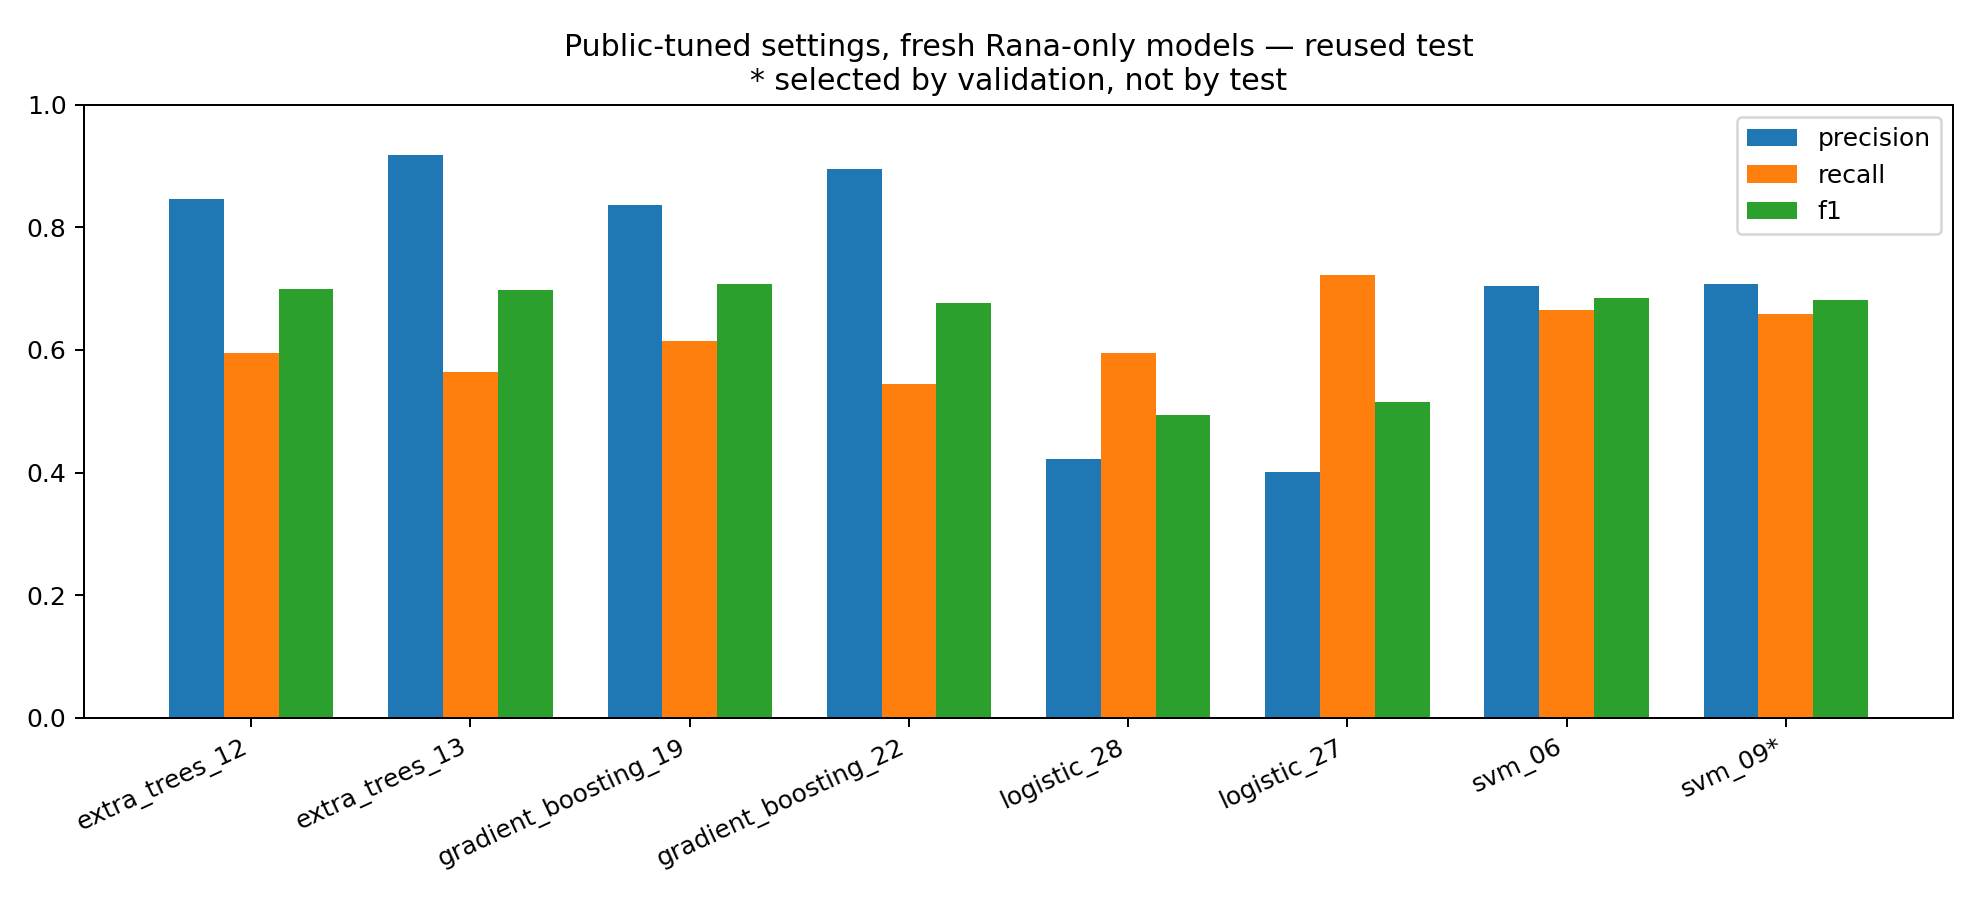 Public-tuned settings, fresh Rana-only models — reused test
* selected by validation, not by test
1.0
0.8
0.6
0.4
0.2
0.0
precision
recall
f1
extra_trees_12
extra_trees_13
gradient_boosting_19
gradient_boosting_22
logistic_28
logistic_27
svm_06
svm_09*